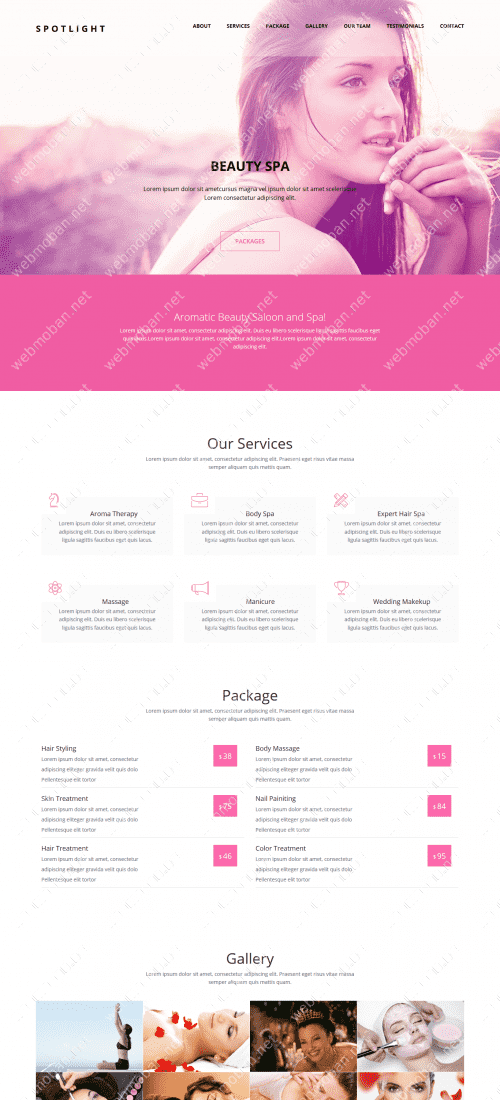 SPOTLIGHT
ABOUT SERVICES PACKAGE GALLERY OUR TEAM TESTIMONIALS CONTACT
BEAUTY SPA
Lorem ipsum dolor sit ametcursus magna vel ipsum dolor sit amet scelerisque
Lorem consectetur adipiscing elit.
PACKAGES
Aromatic Beauty Saloon and Spa!
Lorem ipsum dolor sit amet, consectetur adipiscing elit. Duis eu libero scelerisque ligula sagittis faucibus eget
quis lacus.Lorem ipsum dolor sit amet, consectetur adipiscing elit.Lorem ipsum dolor sit amet, consectetur
adipiscing elit.
Our Services
Lorem ipsum dolor sit amet, consectetur adipiscing elit. Praesent eget risus vitae massa
semper aliquam quis mattis quam.
Aroma Therapy
Lorem ipsum dolor sit amet, consectetur
adipiscing elit. Duis eu libero scelerisque
ligula sagittis faucibus eget quis lacus.
Body Spa
Lorem ipsum dolor sit amet, consectetur
adipiscing elit. Duis eu libero scelerisque
ligula sagittis faucibus eget quis lacus.
Expert Hair Spa
Lorem ipsum dolor sit amet, consectetur
adipiscing elit. Duis eu libero scelerisque
ligula sagittis faucibus eget quis lacus.
Massage
Lorem ipsum dolor sit amet, consectetur
adipiscing elit. Duis eu libero scelerisque
ligula sagittis faucibus eget quis lacus.
Manicure
Lorem ipsum dolor sit amet, consectetur
adipiscing elit. Duis eu libero scelerisque
ligula sagittis faucibus eget quis lacus.
Wedding Makekup
Lorem ipsum dolor sit amet, consectetur
adipiscing elit. Duis eu libero scelerisque
ligula sagittis faucibus eget quis lacus.
Package
Lorem ipsum dolor sit amet, consectetur adipiscing elit. Praesent eget risus vitae massa
semper aliquam quis mattis quam.
Hair Styling
Lorem ipsum dolor sit amet, consectetur
adipiscing eliteger gravida velit quis dolo
Pellentesque elit tortor
$38
Body Massage
Lorem ipsum dolor sit amet, consectetur
adipiscing eliteger gravida velit quis dolo
Pellentesque elit tortor
$15
Skin Treatment
Lorem ipsum dolor sit amet, consectetur
adipiscing eliteger gravida velit quis dolo
Pellentesque elit tortor
$75
Nail Painiting
Lorem ipsum dolor sit amet, consectetur
adipiscing eliteger gravida velit quis dolo
Pellentesque elit tortor
$84
Hair Treatment
Lorem ipsum dolor sit amet, consectetur
adipiscing eliteger gravida velit quis dolo
Pellentesque elit tortor
$46
Color Treatment
Lorem ipsum dolor sit amet, consectetur
adipiscing eliteger gravida velit quis dolo
Pellentesque elit tortor
$95
Gallery
Lorem ipsum dolor sit amet, consectetur adipiscing elit. Praesent eget risus vitae massa
semper aliquam quis mattis quam.
webmoban.net